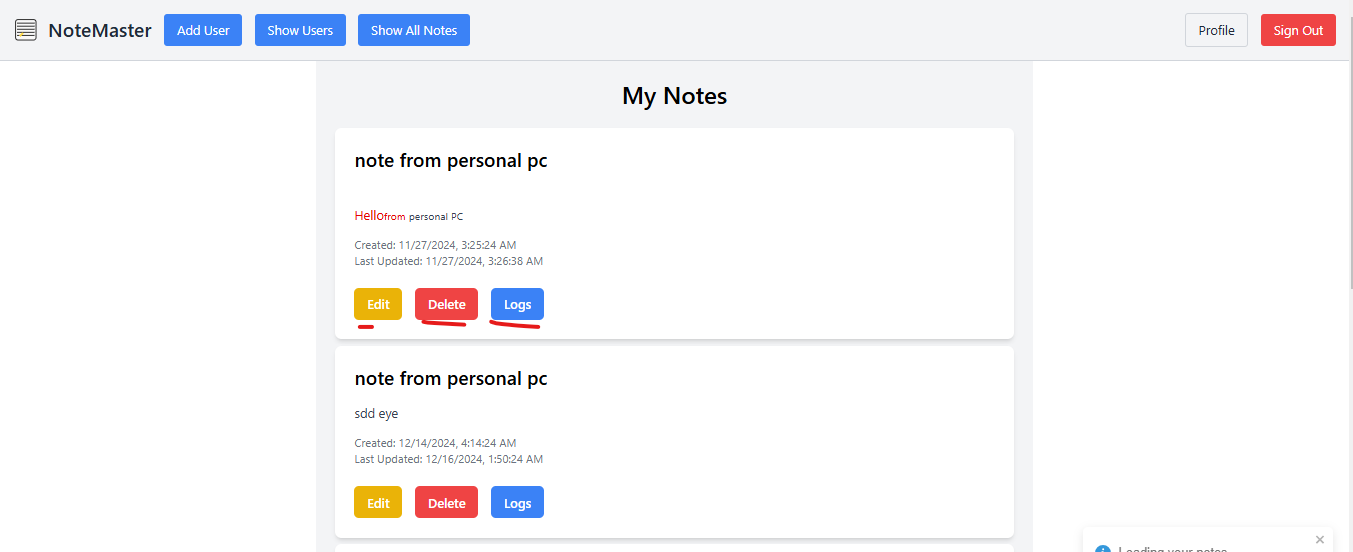 NoteMaster Add User Show Users Show All Notes Profile Sign Out
My Notes
note from personal pc
Hellofrom personal PC
Created: 11/27/2024, 3:25:24 AM
Last Updated: 11/27/2024, 3:26:38 AM
Edit Delete Logs
note from personal pc
sdd eye
Created: 12/14/2024, 4:14:24 AM
Last Updated: 12/16/2024, 1:50:24 AM
Edit Delete Logs
Loading your notes